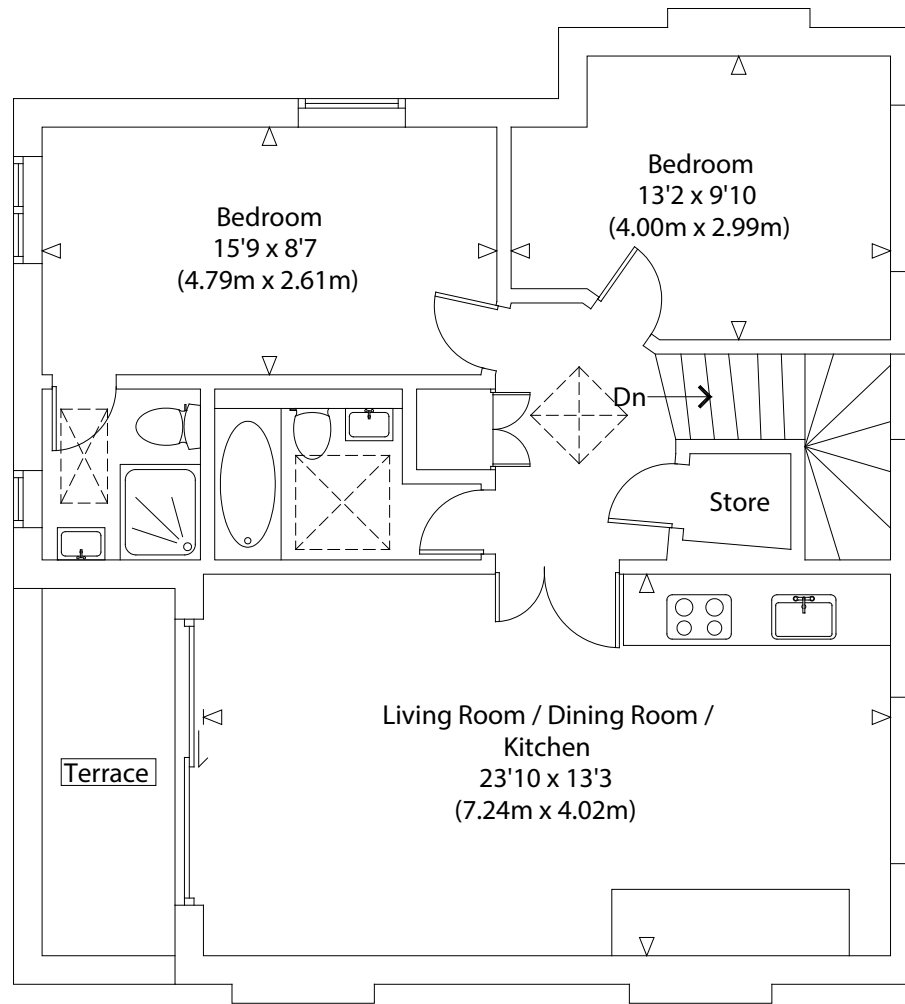 Bedroom
13'2 x 9'10
(4.00m x 2.99m)
Bedroom
15'9 x 8'7
(4.79m x 2.61m)
Dn
Store
Living Room / Dining Room /
Kitchen
23'10 x 13'3
(7.24m x 4.02m)
Terrace